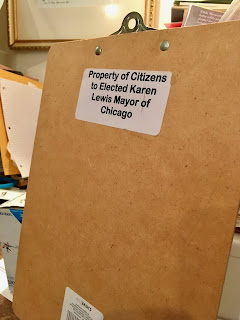 Property of Citizens
to Elected Karen
Lewis Mayor of
Chicago